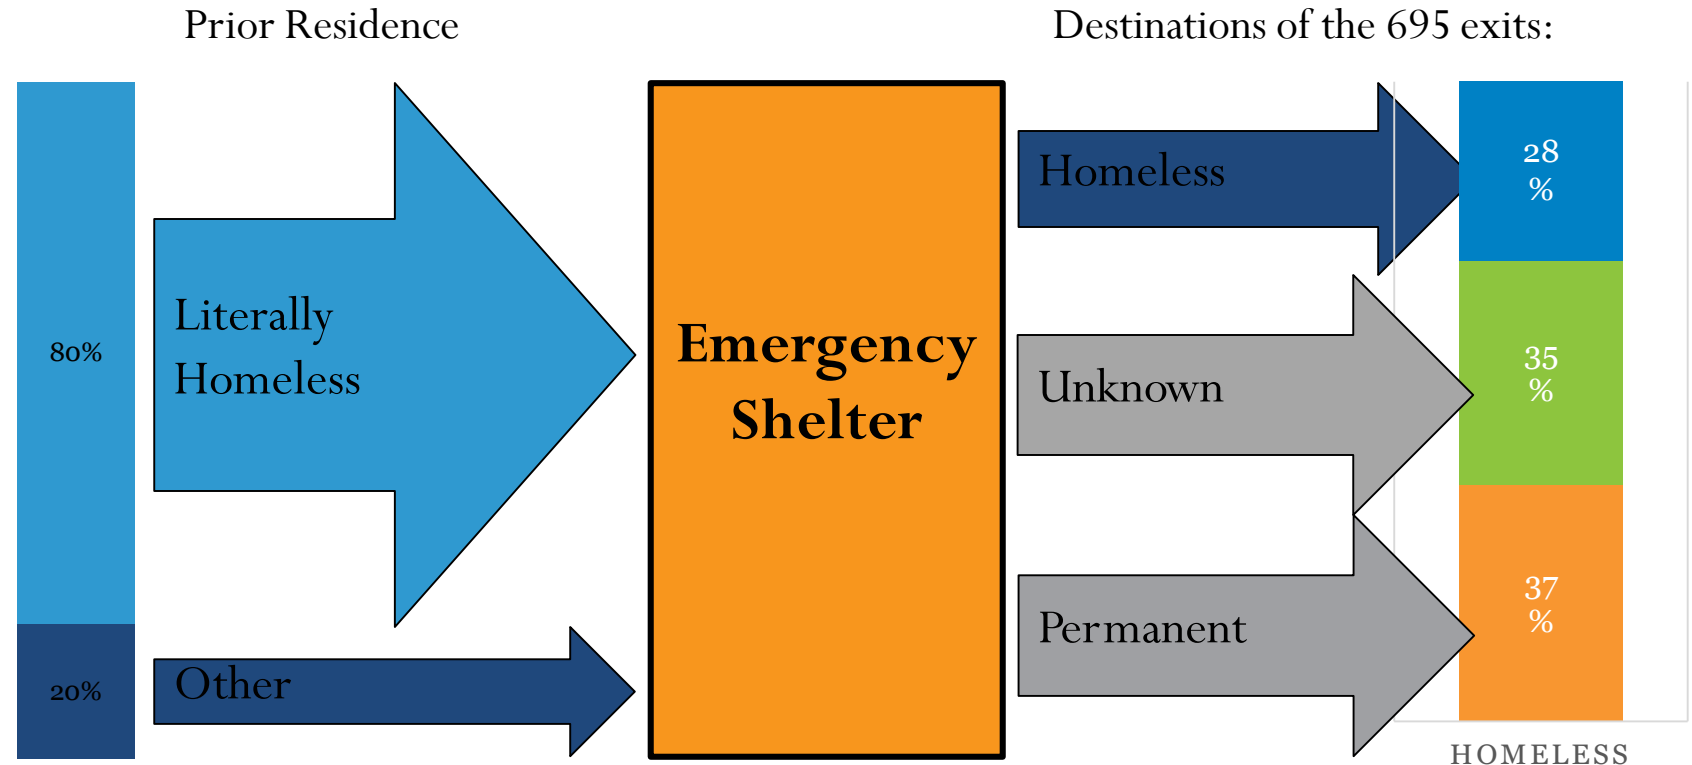 Prior Residence
Destinations of the 695 exits:
80%
20%
Literally
Homeless
Other
Emergency
Shelter
Homeless
Unknown
Permanent
28
%
35
%
37
%
HOMELESS